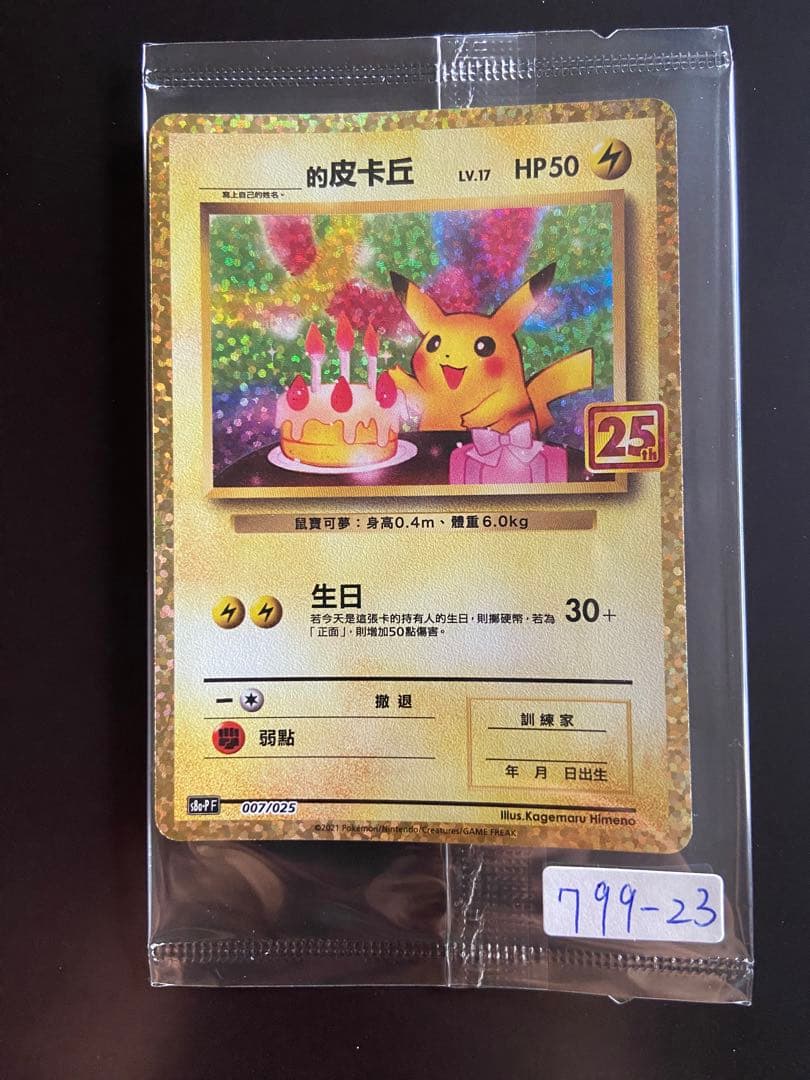 的皮卡丘 LV.17 HP50
寫上自己的姓名。
25th
鼠寶可夢：身高0.4m、體重6.0kg
生日
若今天是這張卡的持有人的生日，則擲硬幣，若為 30+
「正面」，則增加50點傷害。
撤退
弱點
訓練家
年 月 日出生
s8a-P F 007/025
Illus.Kagemaru Himeno
©2021 Pokémon/Nintendo/Creatures/GAME FREAK
799-23